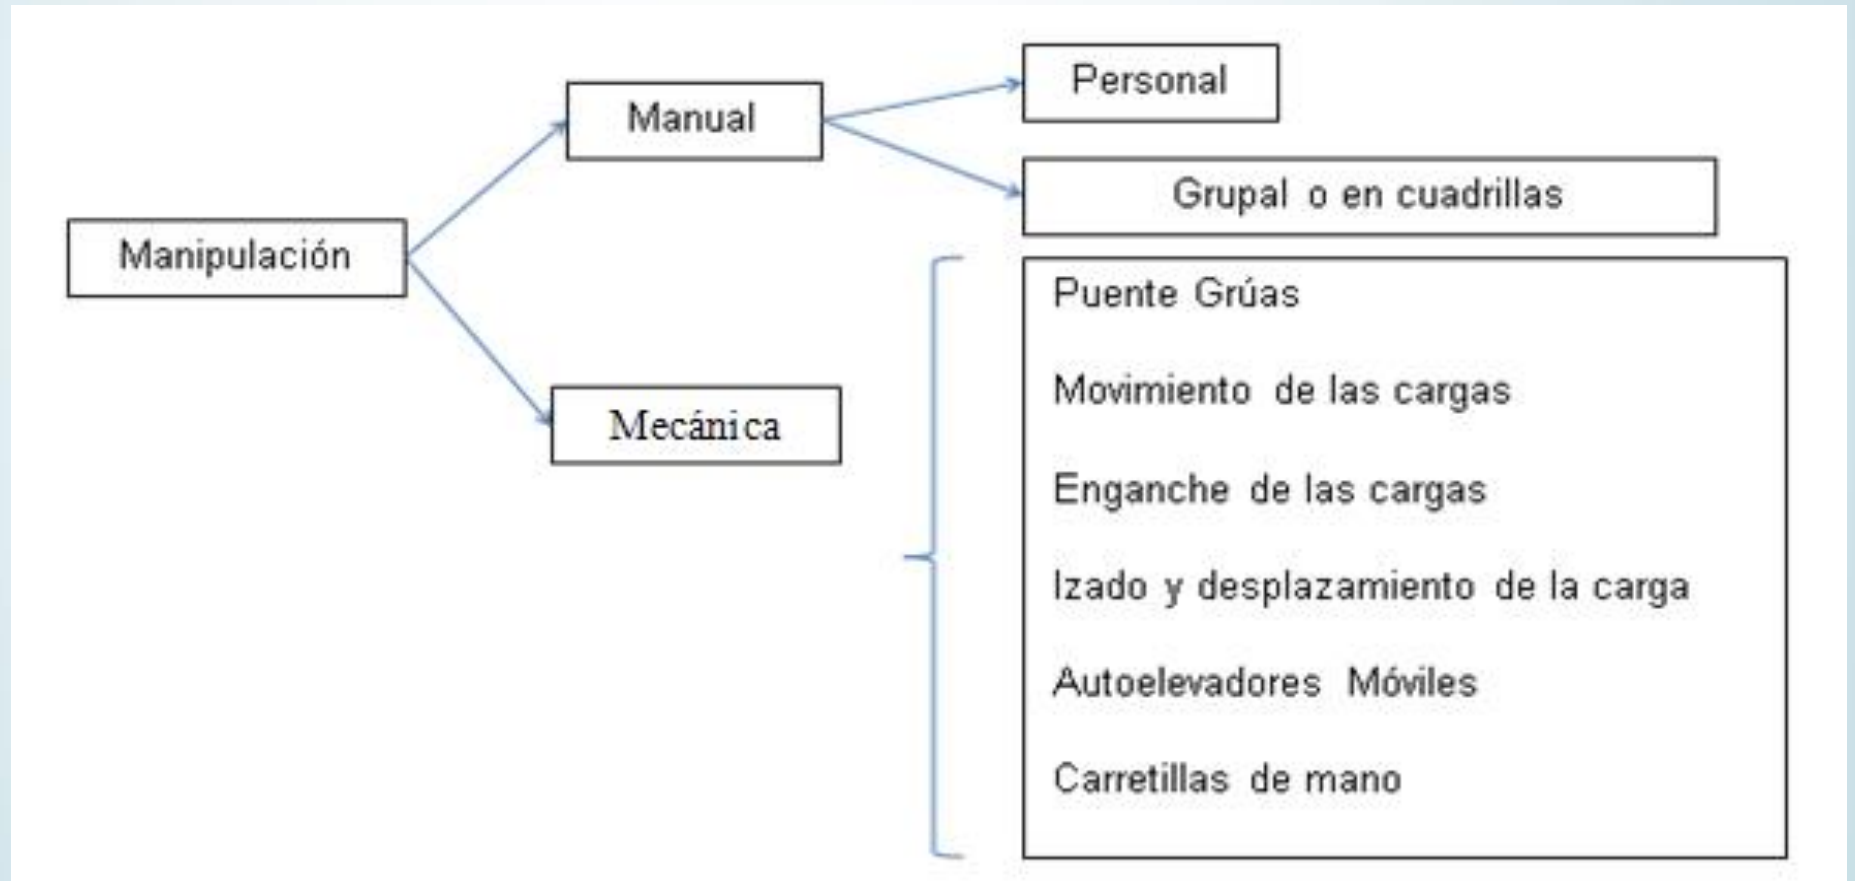 Manipulación
Manual
Mecánica
Personal
Grupal o en cuadrillas
Puente Grúas
Movimiento de las cargas
Enganche de las cargas
Izado y desplazamiento de la carga
Autoelevadores Móviles
Carretillas de mano